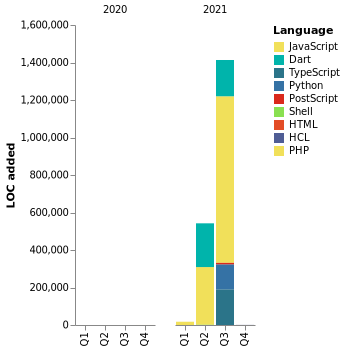 2020 2021
1,600,000
1,400,000
1,200,000
1,000,000
800,000
600,000
400,000
200,000
0
LOC added
Q1 Q2 Q3 Q4 Q1 Q2 Q3 Q4
Language
JavaScript
Dart
TypeScript
Python
PostScript
Shell
HTML
HCL
PHP